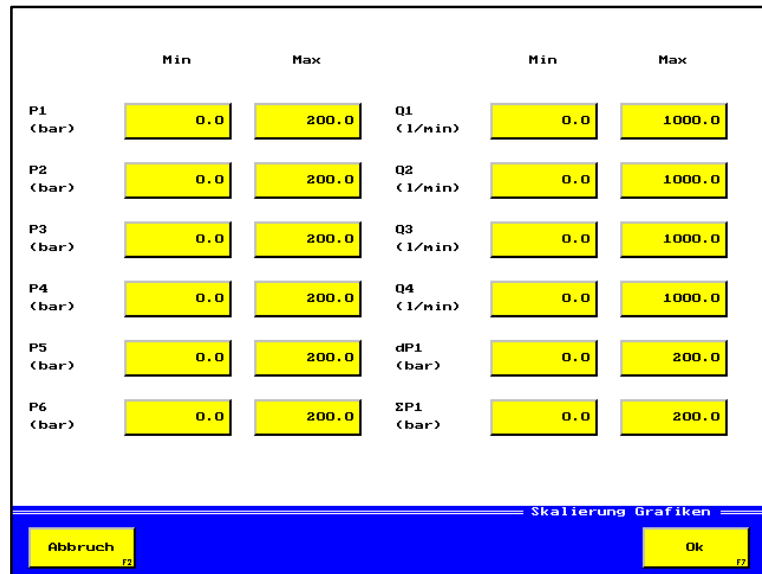 Min Max Min Max
P1 0.0 200.0 Q1 0.0 1000.0
(bar) (l/min)
P2 0.0 200.0 Q2 0.0 1000.0
(bar) (l/min)
P3 0.0 200.0 Q3 0.0 1000.0
(bar) (l/min)
P4 0.0 200.0 Q4 0.0 1000.0
(bar) (l/min)
P5 0.0 200.0 dP1 0.0 200.0
(bar) (bar)
P6 0.0 200.0 ΣP1 0.0 200.0
(bar) (bar)
Skalierung Grafiken
Abbruch F2 Ok F7